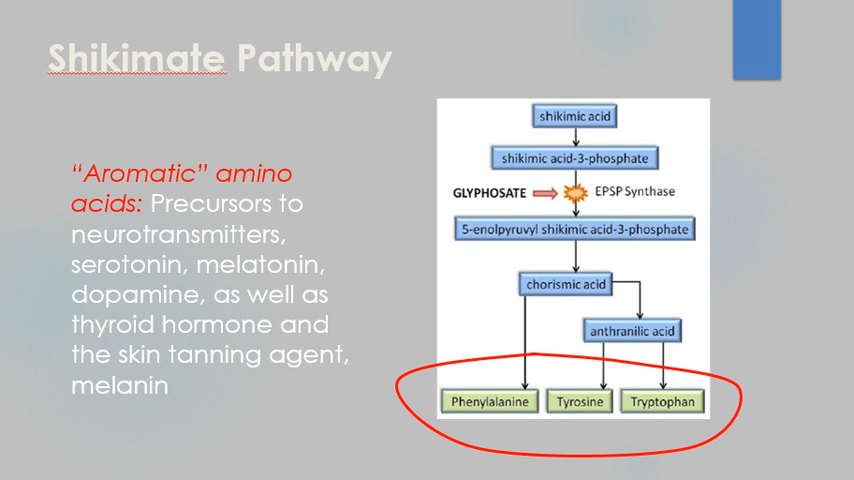 Shikimate Pathway
“Aromatic” amino
acids: Precursors to
neurotransmitters,
serotonin, melatonin,
dopamine, as well as
thyroid hormone and
the skin tanning agent,
melanin
shikimic acid
shikimic acid-3-phosphate
GLYPHOSATE
EPSP Synthase
5-enolpyruvyl shikimic acid-3-phosphate
chorismic acid
anthranilic acid
Phenylalanine
Tyrosine
Tryptophan